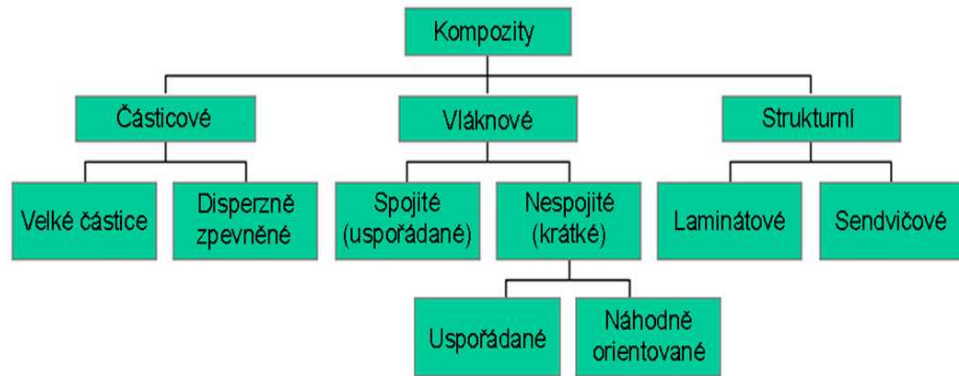 Kompozity
Částicové
Vláknové
Strukturní
Velké částice
Disperzně
zpevněné
Spojité
(uspořádané)
Nespojité
(krátké)
Laminátové
Sendvičové
Uspořádané
Náhodně
orientované